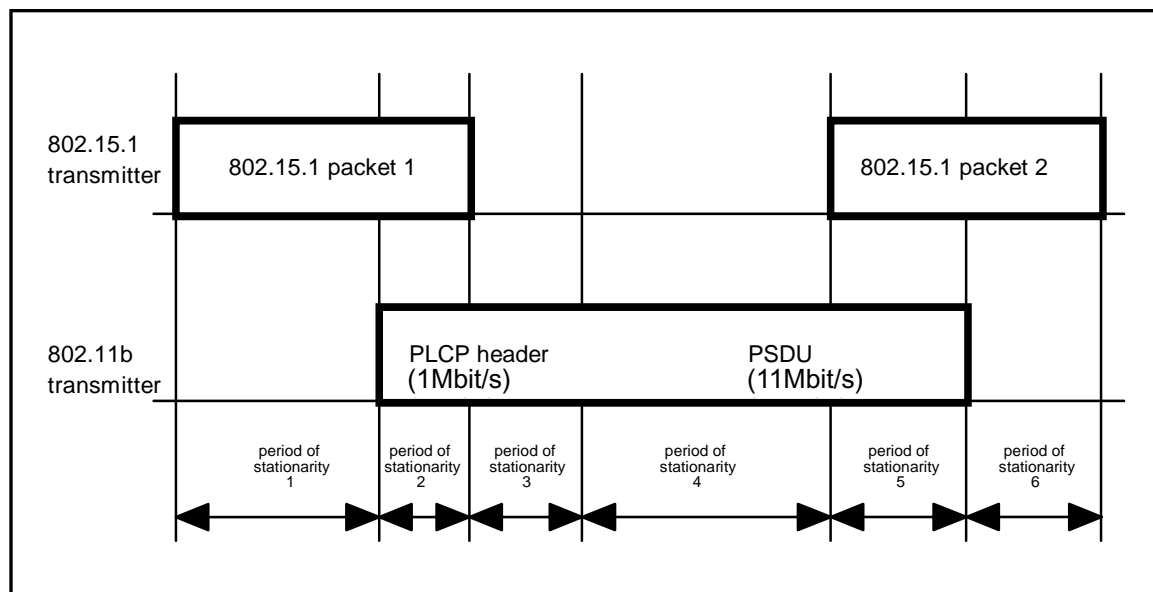 802.15.1
transmitter
802.15.1 packet 1
802.15.1 packet 2
802.11b
transmitter
PLCP header
(1Mbit/s)
PSDU
(11Mbit/s)
period of
stationarity
1
period of
stationarity
2
period of
stationarity
3
period of
stationarity
4
period of
stationarity
5
period of
stationarity
6